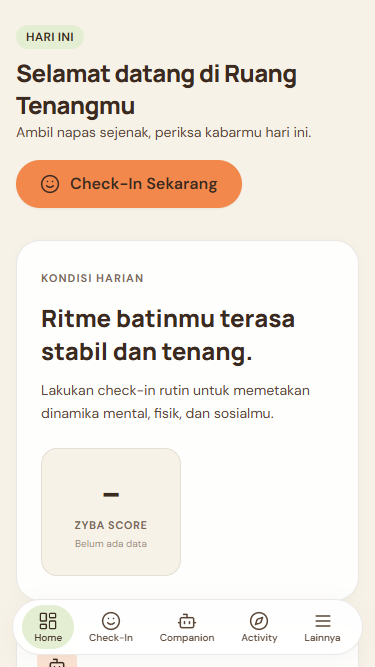 HARI INI
Selamat datang di Ruang
Tenangmu
Ambil napas sejenak, periksa kabarmu hari ini.
Check-In Sekarang
KONDISI HARIAN
Ritme batinmu terasa
stabil dan tenang.
Lakukan check-in rutin untuk memetakan
dinamika mental, fisik, dan sosialmu.
–
ZYBA SCORE
Belum ada data
Home
Check-In
Companion
Activity
Lainnya